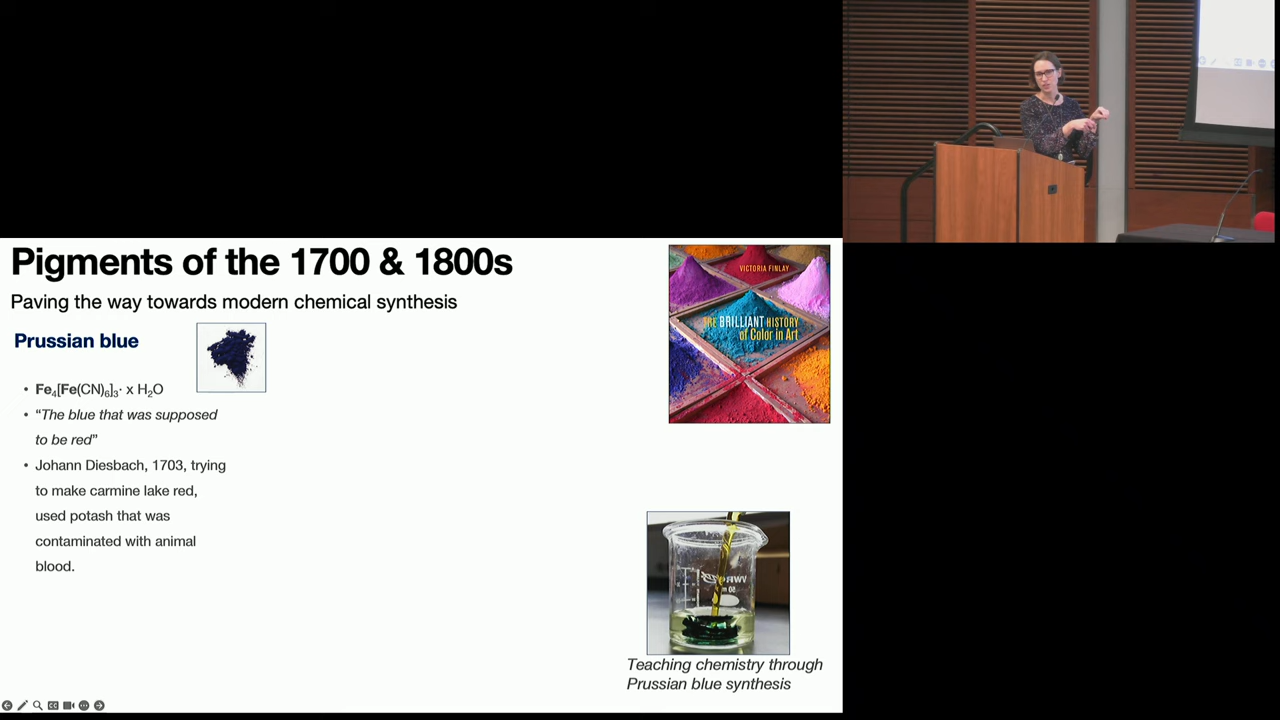 Pigments of the 1700 & 1800s
Paving the way towards modern chemical synthesis
Prussian blue
• Fe₄[Fe(CN)₆]₃· x H₂O
• “The blue that was supposed
to be red”
• Johann Diesbach, 1703, trying
to make carmine lake red,
used potash that was
contaminated with animal
blood.
VICTORIA FINLAY
THE BRILLIANT HISTORY
of Color in Art
VWR
50
Teaching chemistry through
Prussian blue synthesis